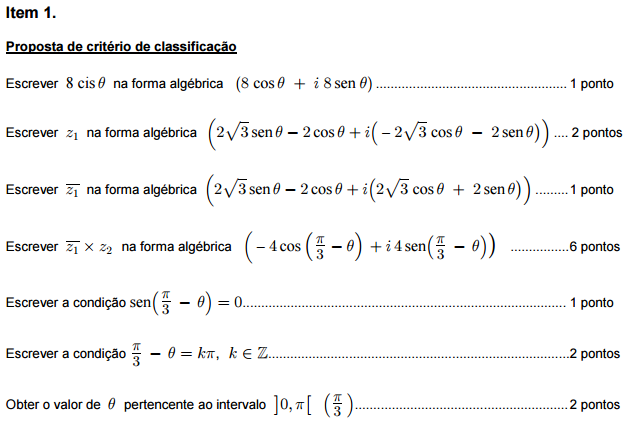 Item 1.
Proposta de critério de classificação
Escrever 8 cis θ na forma algébrica (8 cos θ + i 8 sen θ) ................................................ 1 ponto
Escrever z₁ na forma algébrica (2√3 sen θ − 2 cos θ + i(− 2√3 cos θ − 2 sen θ)) .... 2 pontos
Escrever z̅₁ na forma algébrica (2√3 sen θ − 2 cos θ + i(2√3 cos θ + 2 sen θ)) ......... 1 ponto
Escrever z̅₁ × z₂ na forma algébrica (− 4 cos (π/3 − θ) + i 4 sen(π/3 − θ)) ...............6 pontos
Escrever a condição sen(π/3 − θ) = 0.................................................................................. 1 ponto
Escrever a condição π/3 − θ = kπ, k ∈ ℤ............................................................................2 pontos
Obter o valor de θ pertencente ao intervalo ]0, π[ (π/3)......................................................2 pontos